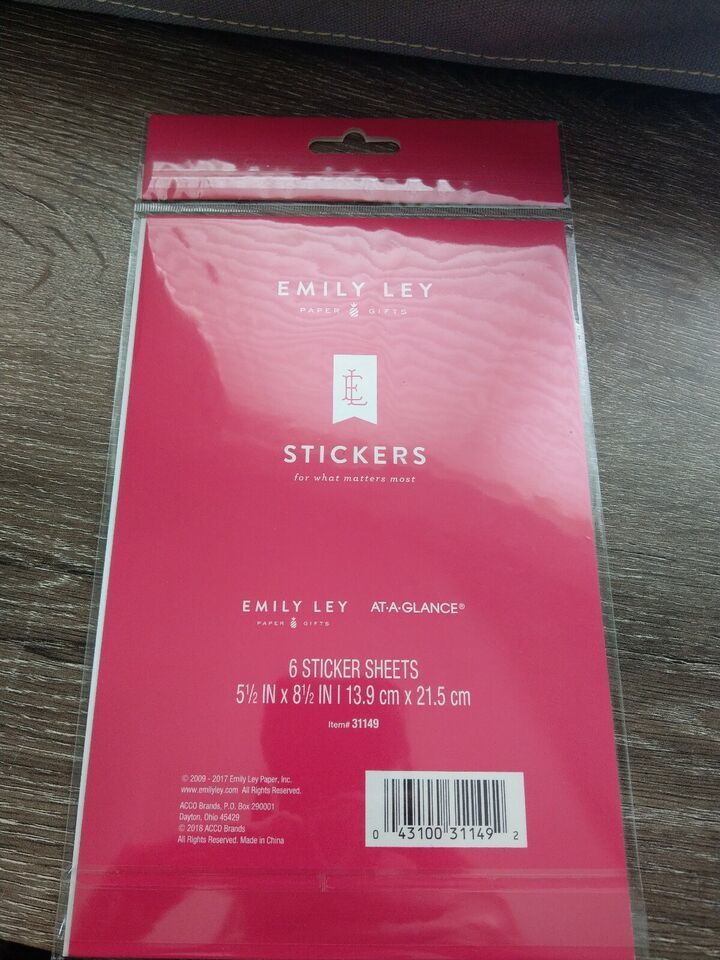 EMILY LEY
PAPER GIFTS
EL
STICKERS
for what matters most
EMILY LEY AT-A-GLANCE®
PAPER GIFTS
6 STICKER SHEETS
5½ IN x 8½ IN | 13.9 cm x 21.5 cm
Item# 31149
© 2009 - 2017 Emily Ley Paper, Inc.
www.emilyley.com All Rights Reserved.
ACCO Brands, P.O. Box 290001
Dayton, Ohio 45429
© 2018 ACCO Brands
All Rights Reserved. Made in China
0 43100 31149 2